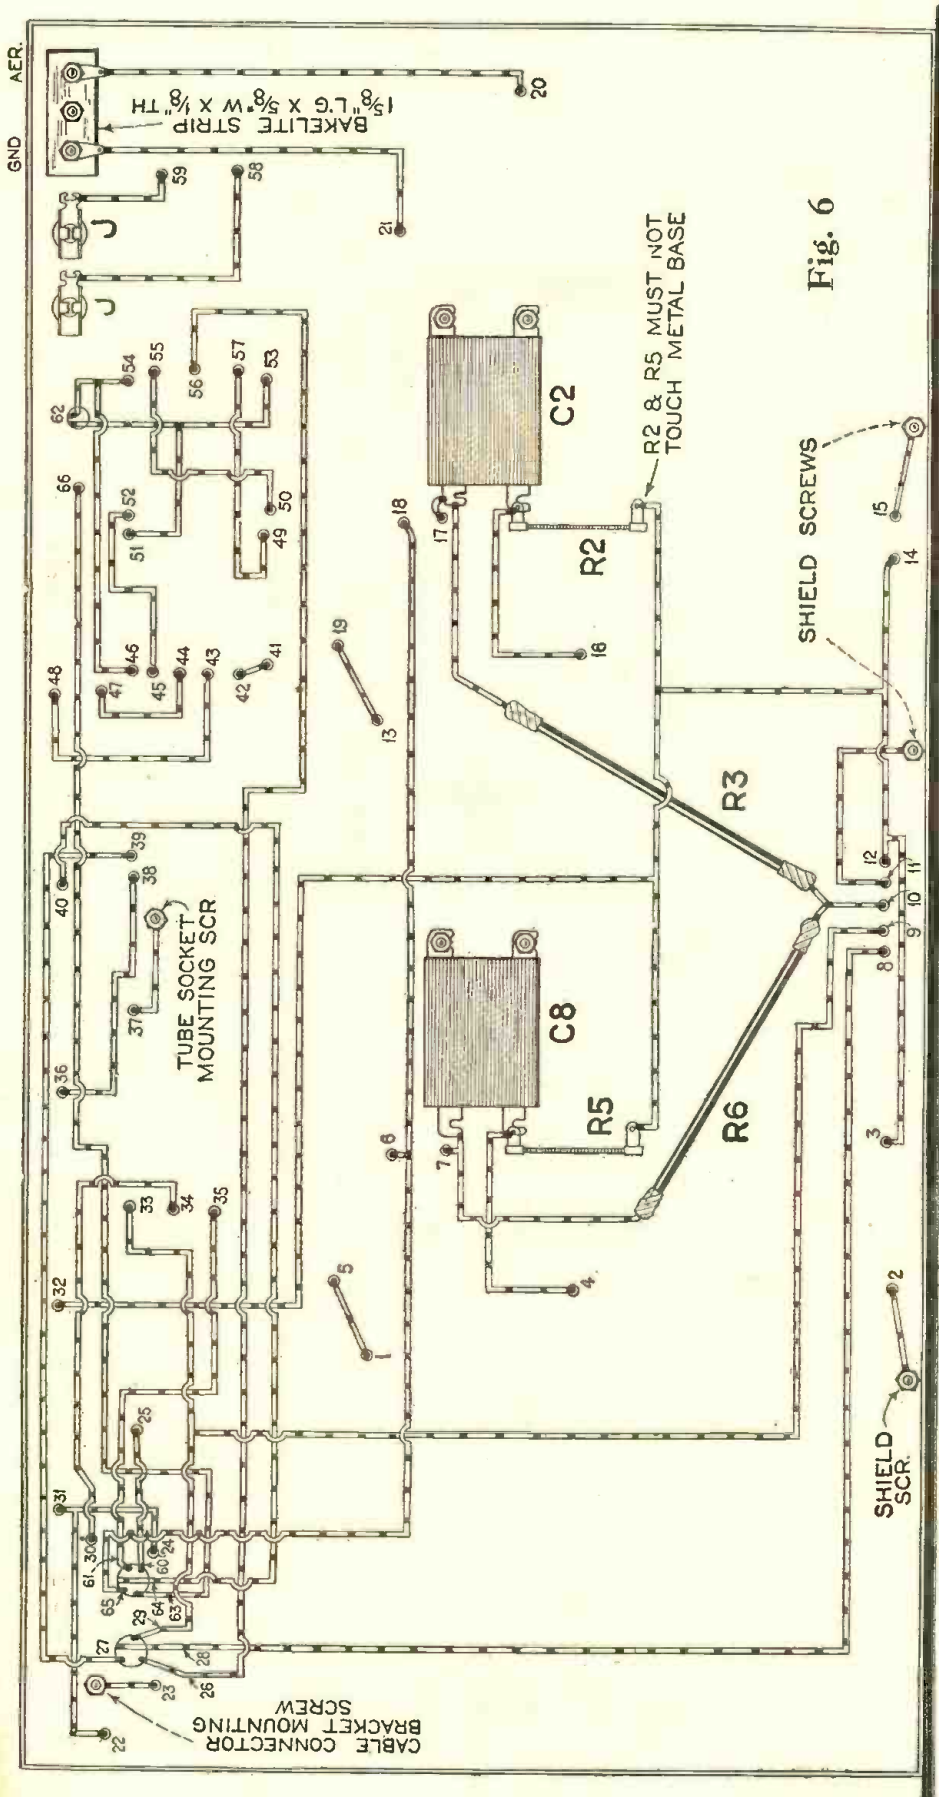 AER.
GND
BAKELITE STRIP
1 5/8" L'G X 5/8" W X 1/8" TH
20
59
58
21
J
J
62
54
55
56
57
53
66
52
51
50
49
48
47
46
45
44
43
42
41
40
39
38
37
36
TUBE SOCKET
MOUNTING SCR
32
33
34
35
31
30
25
24
60
61
65
64
63
29
27
28
26
23
22
CABLE CONNECTOR
BRACKET MOUNTING
SCREW
19
13
18
17
16
C2
R2
R2 & R5 MUST NOT
TOUCH METAL BASE
Fig. 6
R3
C8
R5
R6
6
7
5
1
4
SHIELD SCREWS
15
14
12
11
10
9
8
3
2
SHIELD
SCR.